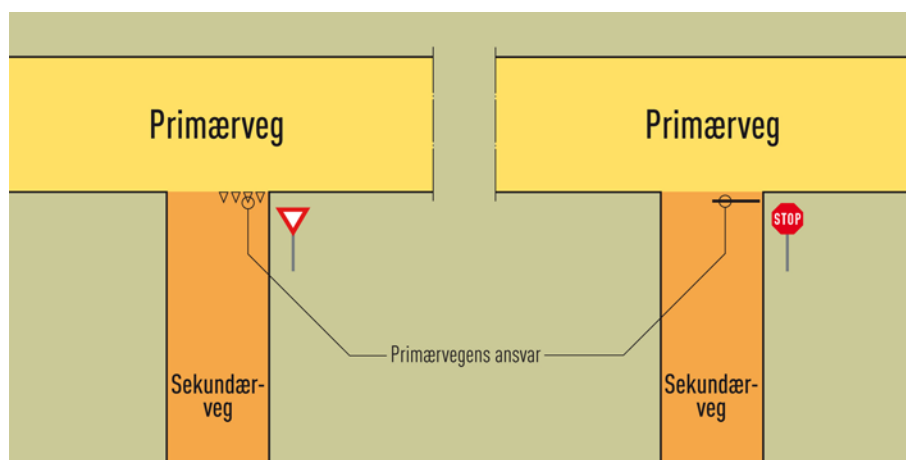 Primærveg
Primærveg
STOP
Primærvegens ansvar
Sekundær-
veg
Sekundær-
veg